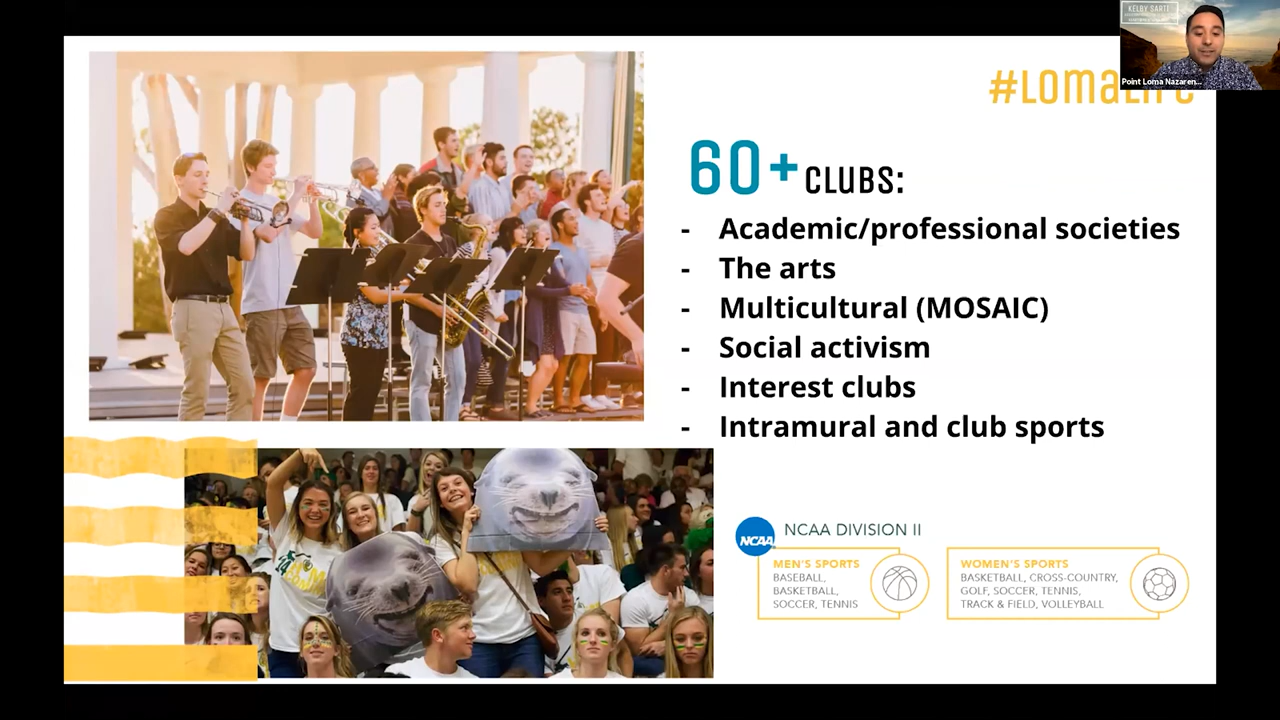 KELBY SARTI
Point Loma Nazaren...
#LOMALIFE
60+ CLUBS:
- Academic/professional societies
- The arts
- Multicultural (MOSAIC)
- Social activism
- Interest clubs
- Intramural and club sports
NCAA
NCAA DIVISION II
MEN'S SPORTS
BASEBALL,
BASKETBALL,
SOCCER, TENNIS
WOMEN'S SPORTS
BASKETBALL, CROSS-COUNTRY,
GOLF, SOCCER, TENNIS,
TRACK & FIELD, VOLLEYBALL